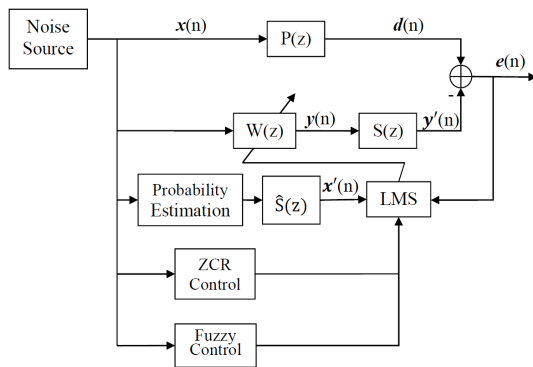 Noise
Source
x(n)
P(z)
d(n)
e(n)
-
W(z)
y(n)
S(z)
y'(n)
Probability
Estimation
Ŝ(z)
x'(n)
LMS
ZCR
Control
Fuzzy
Control